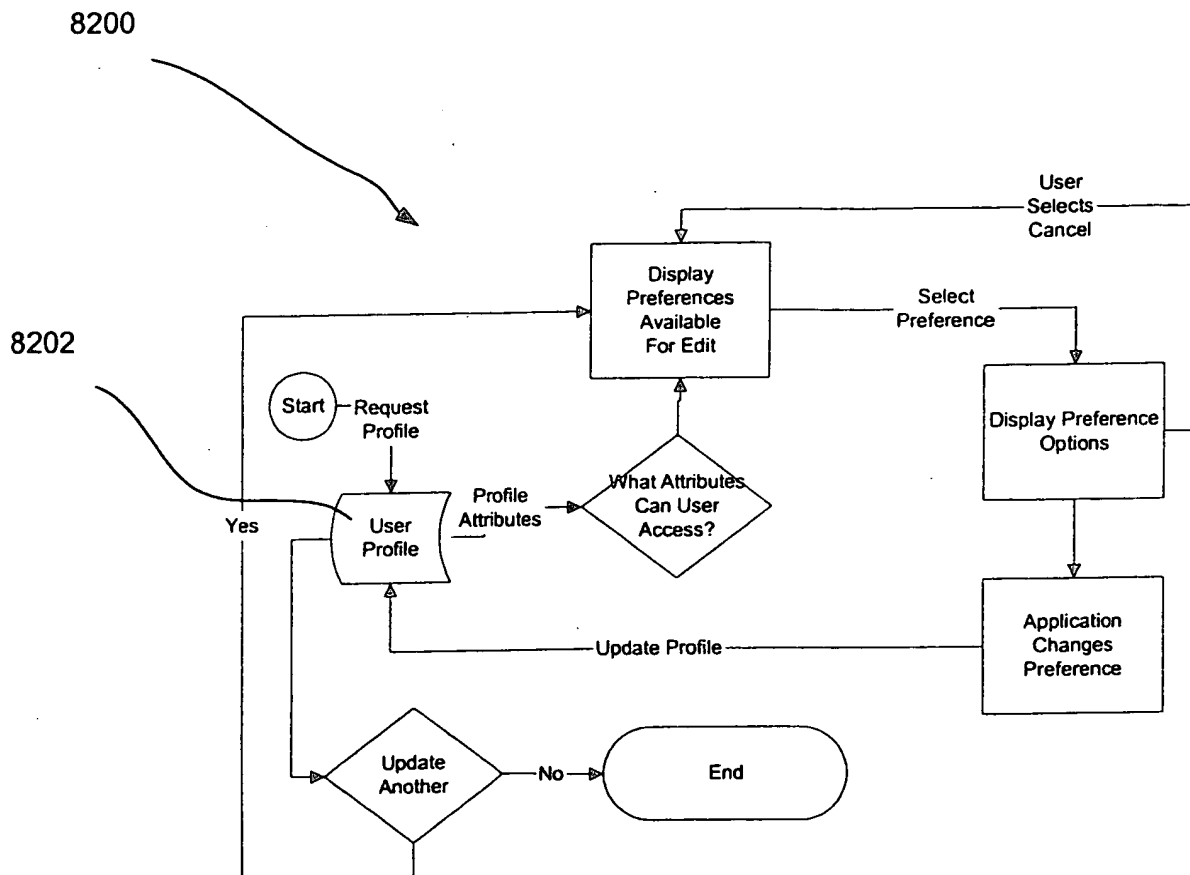 8200
User
Selects
Cancel
Display
Preferences
Available
For Edit
Select
Preference
8202
Start
Request
Profile
Display Preference
Options
What Attributes
Can User
Access?
Profile
Attributes
User
Profile
Yes
Application
Changes
Preference
Update Profile
Update
Another
No
End